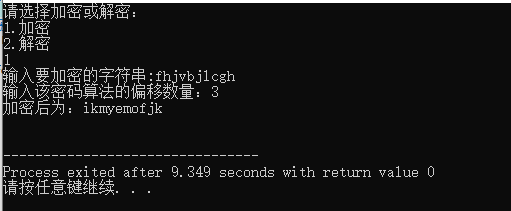 请选择加密或解密：
1.加密
2.解密
1
输入要加密的字符串:fhjvbjlcgh
输入该密码算法的偏移数量：3
加密后为：ikmyemofjk
--------------------------------
Process exited after 9.349 seconds with return value 0
请按任意键继续. . .